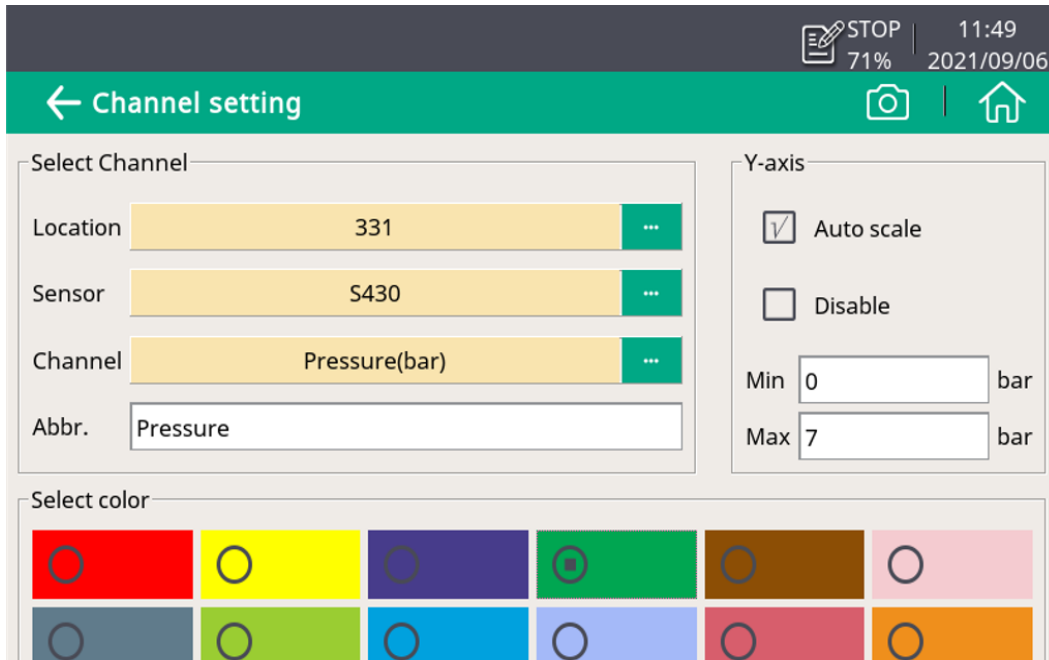 STOP 11:49
71% 2021/09/06
Channel setting
Select Channel
Location 331 ...
Sensor S430 ...
Channel Pressure(bar) ...
Abbr. Pressure
Y-axis
√ Auto scale
Disable
Min 0 bar
Max 7 bar
Select color